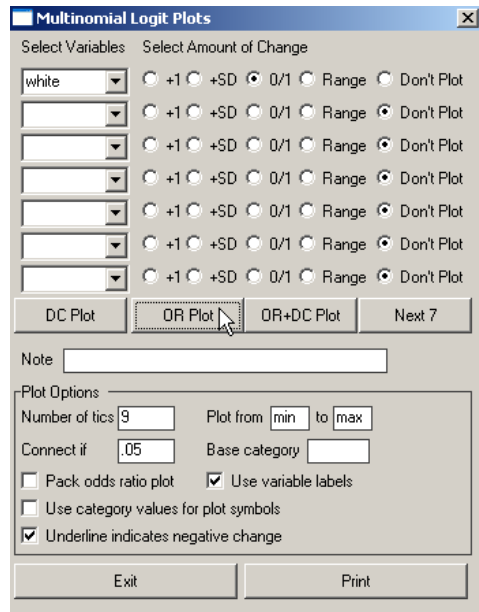 Multinomial Logit Plots
Select Variables Select Amount of Change
white +1 +SD 0/1 Range Don't Plot
+1 +SD 0/1 Range Don't Plot
+1 +SD 0/1 Range Don't Plot
+1 +SD 0/1 Range Don't Plot
+1 +SD 0/1 Range Don't Plot
+1 +SD 0/1 Range Don't Plot
+1 +SD 0/1 Range Don't Plot
DC Plot OR Plot OR+DC Plot Next 7
Note
Plot Options
Number of tics 9 Plot from min to max
Connect if .05 Base category
Pack odds ratio plot Use variable labels
Use category values for plot symbols
Underline indicates negative change
Exit Print